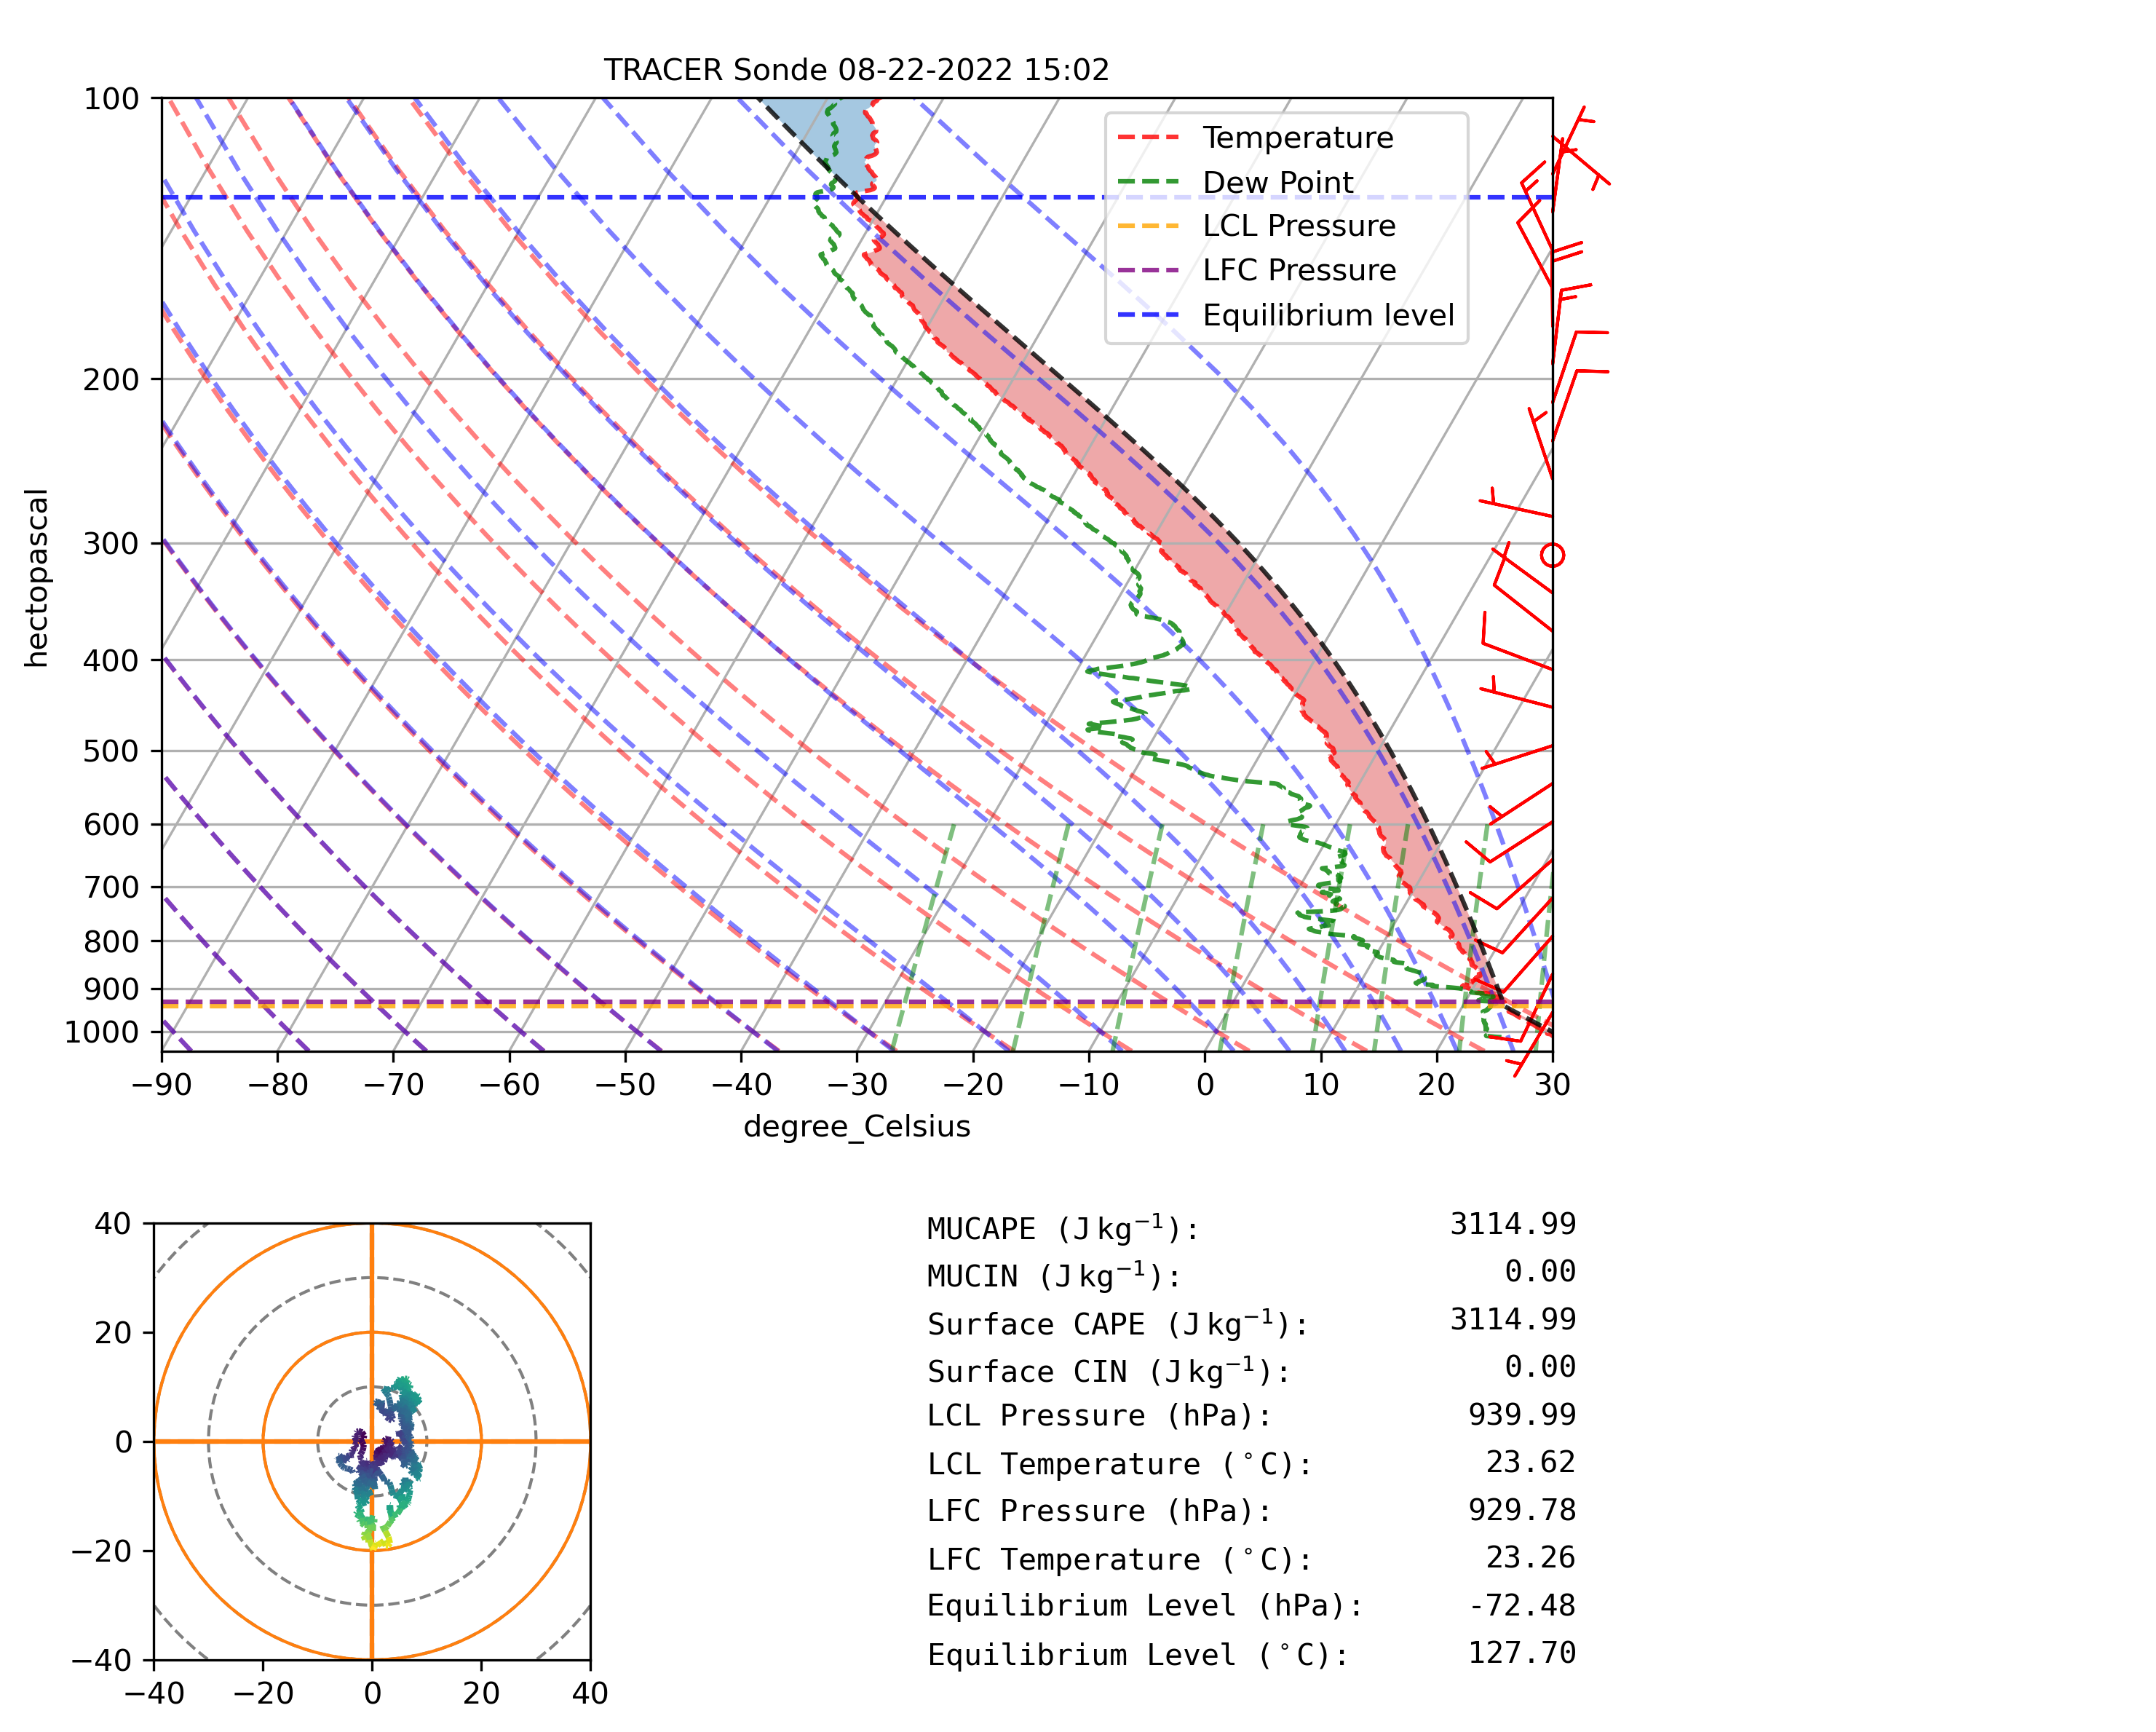 TRACER Sonde 08-22-2022 15:02
100
200
300
400
500
600
700
800
900
1000
hectopascal
Temperature
Dew Point
LCL Pressure
LFC Pressure
Equilibrium level
−90 −80 −70 −60 −50 −40 −30 −20 −10 0 10 20 30
degree_Celsius
40
20
0
−20
−40
−40 −20 0 20 40
MUCAPE (J kg⁻¹): 3114.99
MUCIN (J kg⁻¹): 0.00
Surface CAPE (J kg⁻¹): 3114.99
Surface CIN (J kg⁻¹): 0.00
LCL Pressure (hPa): 939.99
LCL Temperature (°C): 23.62
LFC Pressure (hPa): 929.78
LFC Temperature (°C): 23.26
Equilibrium Level (hPa): -72.48
Equilibrium Level (°C): 127.70